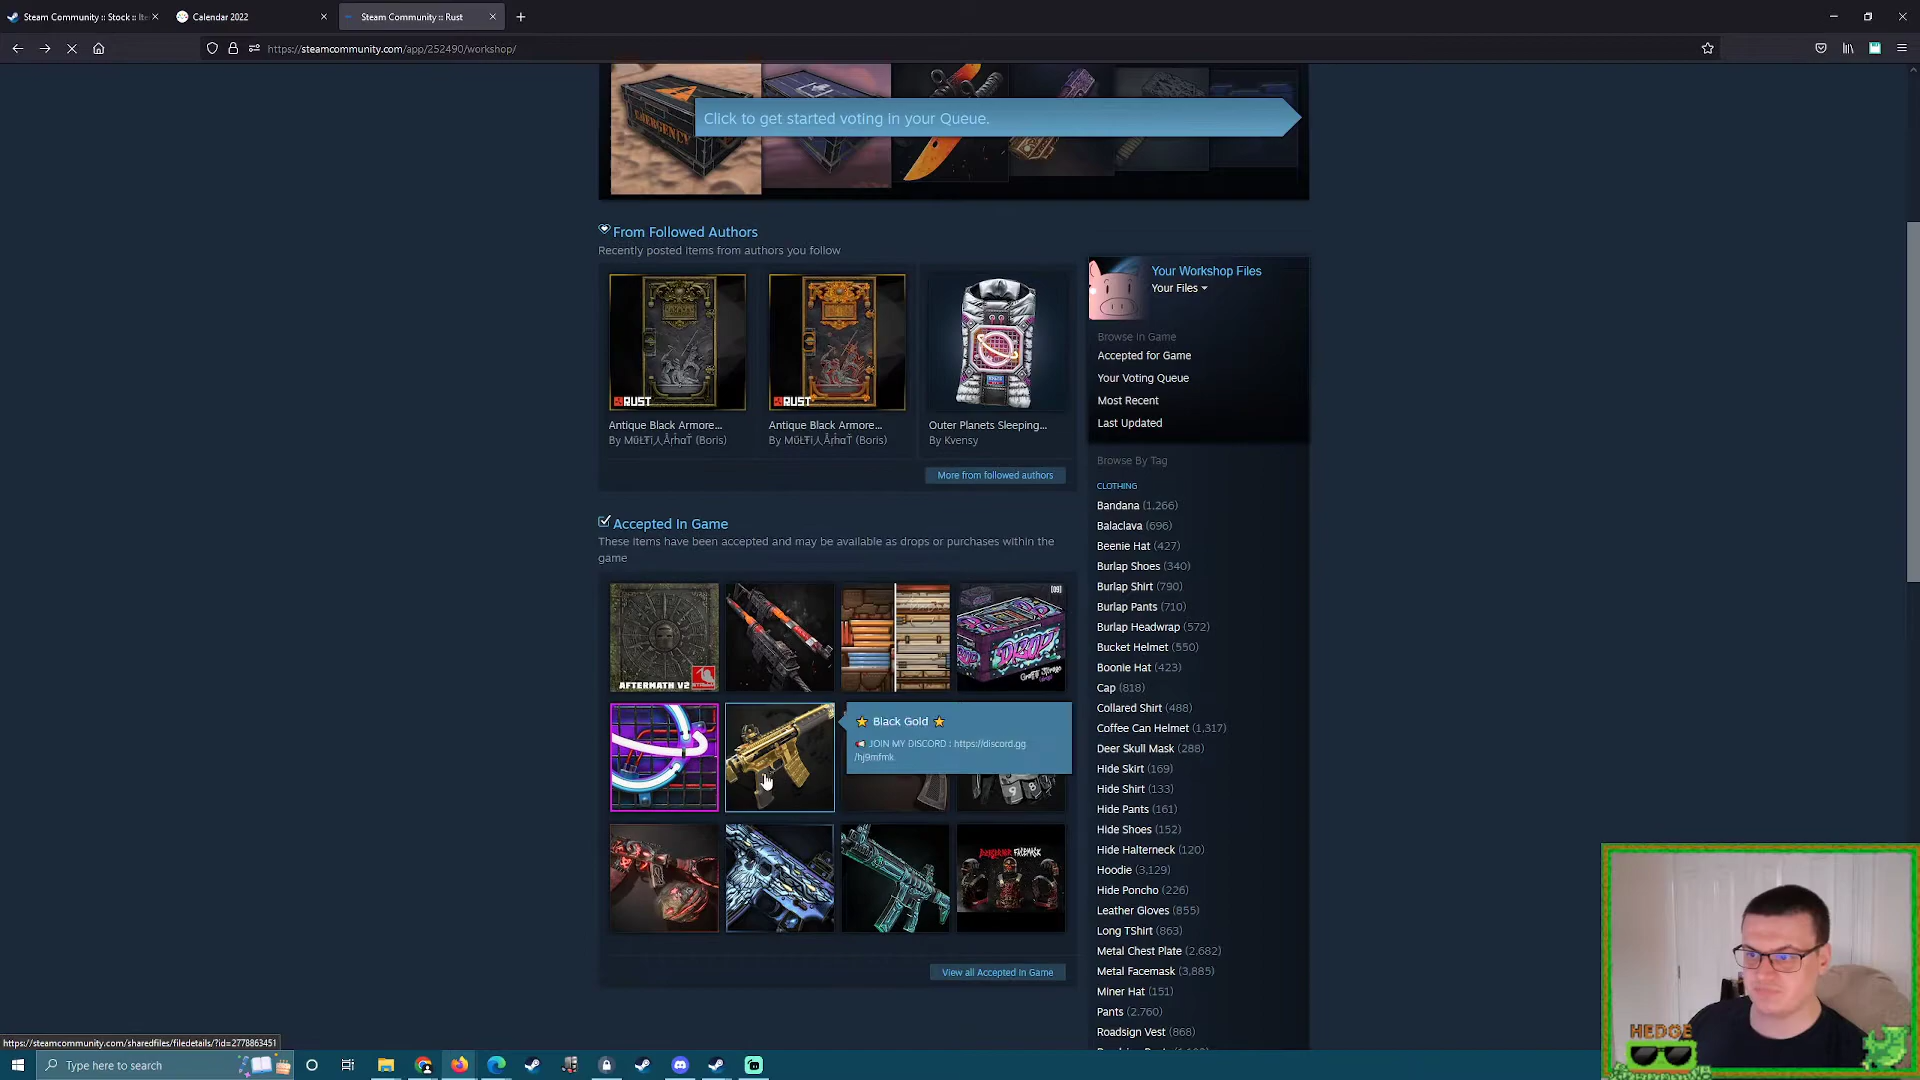 Steam Community :: Stock :: Ite
Calendar 2022
Steam Community :: Rust
https://steamcommunity.com/app/252490/workshop/
EMERGENCY
Click to get started voting in your Queue.
From Followed Authors
Recently posted items from authors you follow
RUST
RUST
Antique Black Armore...
Antique Black Armore...
Outer Planets Sleeping...
(Boris)
(Boris)
By Kvensy
More from followed authors
Accepted In Game
These items have been accepted and may be available as drops or purchases within the
game
AFTERMATH V2
DROP
Black Gold
JOIN MY DISCORD : https://discord.gg
/hj9mfmk
9 8
FACEMASK
View all Accepted In Game
Your Workshop Files
Your Files
Browse in Game
Accepted for Game
Your Voting Queue
Most Recent
Last Updated
Browse By Tag
CLOTHING
Bandana (1,266)
Balaclava (696)
Beenie Hat (427)
Burlap Shoes (340)
Burlap Shirt (790)
Burlap Pants (710)
Burlap Headwrap (572)
Bucket Helmet (550)
Boonie Hat (423)
Cap (818)
Collared Shirt (488)
Coffee Can Helmet (1,317)
Deer Skull Mask (288)
Hide Skirt (169)
Hide Shirt (133)
Hide Pants (161)
Hide Shoes (152)
Hide Halterneck (120)
Hoodie (3,129)
Hide Poncho (226)
Leather Gloves (855)
Long TShirt (863)
Metal Chest Plate (2,682)
Metal Facemask (3,885)
Miner Hat (151)
Pants (2,760)
Roadsign Vest (868)
https://steamcommunity.com/sharedfiles/filedetails/?id=2778863451
Type here to search
HEDGE